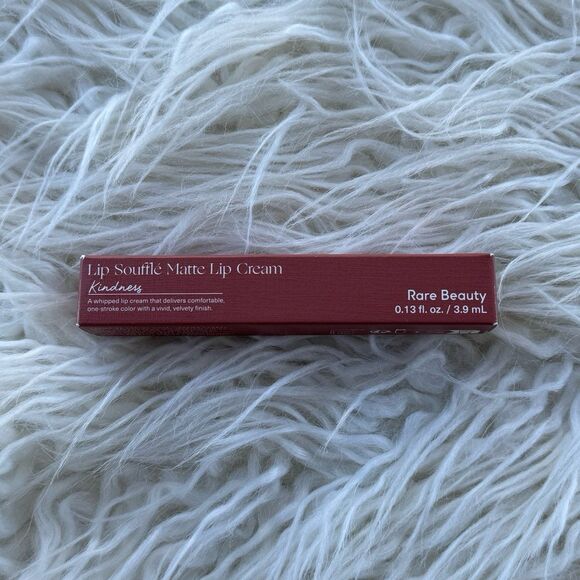 Lip Soufflé Matte Lip Cream
Kindness
A whipped lip cream that delivers comfortable,
one-stroke color with a vivid, velvety finish.
Rare Beauty
0.13 fl. oz. / 3.9 mL